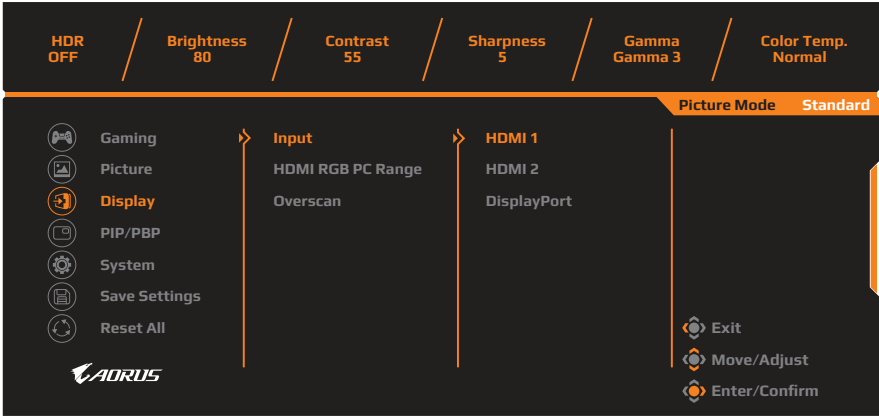 HDR Brightness Contrast Sharpness Gamma Color Temp.
OFF 80 55 5 Gamma 3 Normal
Picture Mode Standard
Gaming Input HDMI 1
Picture HDMI RGB PC Range HDMI 2
Display Overscan DisplayPort
PIP/PBP
System
Save Settings
Reset All
Exit
Move/Adjust
Enter/Confirm
AORUS